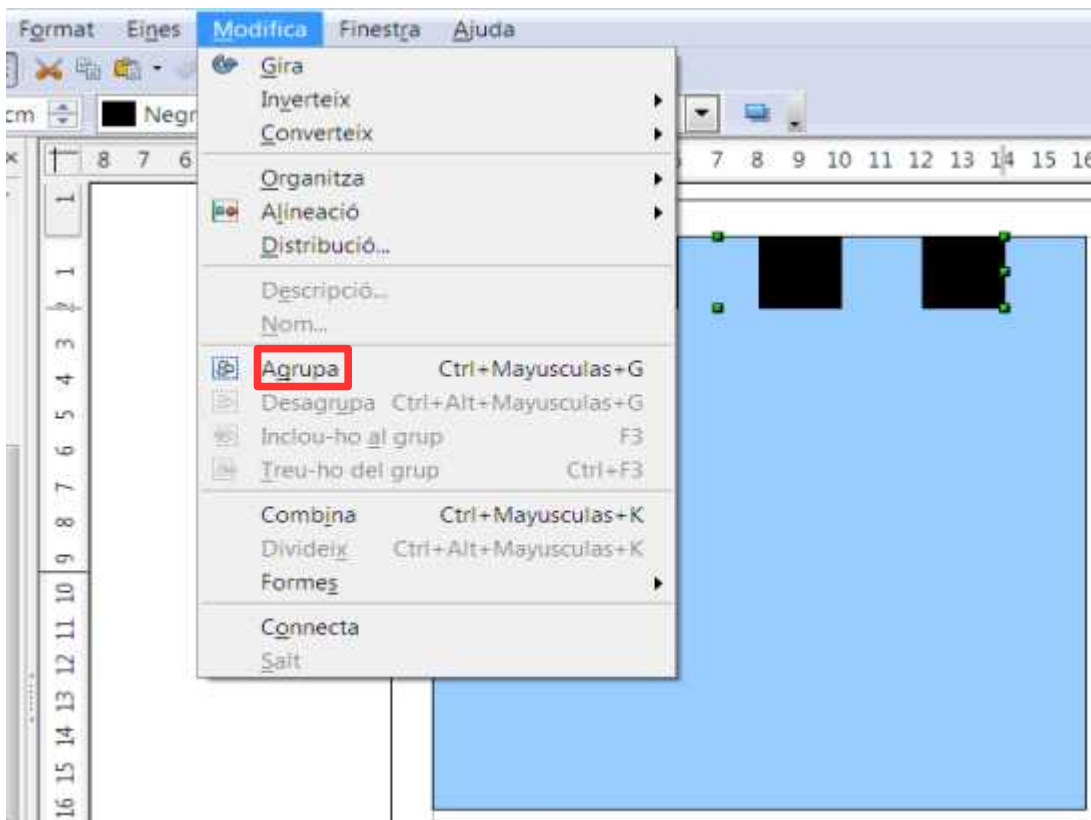 Format Eines Modifica Finestra Ajuda
Gira
cm Negr Inverteix
Converteix
8 7 6 7 8 9 10 11 12 13 14 15 16
Organitza
1 Alineació
Distribució...
1
Descripció...
Nom...
3
4 Agrupa Ctrl+Mayusculas+G
5 Desagrupa Ctrl+Alt+Mayusculas+G
6 Inclou-ho al grup F3
7 Treu-ho del grup Ctrl+F3
8 Combina Ctrl+Mayusculas+K
9 Divideix Ctrl+Alt+Mayusculas+K
10 Formes
11 Connecta
12 Salt
13
14
15
16